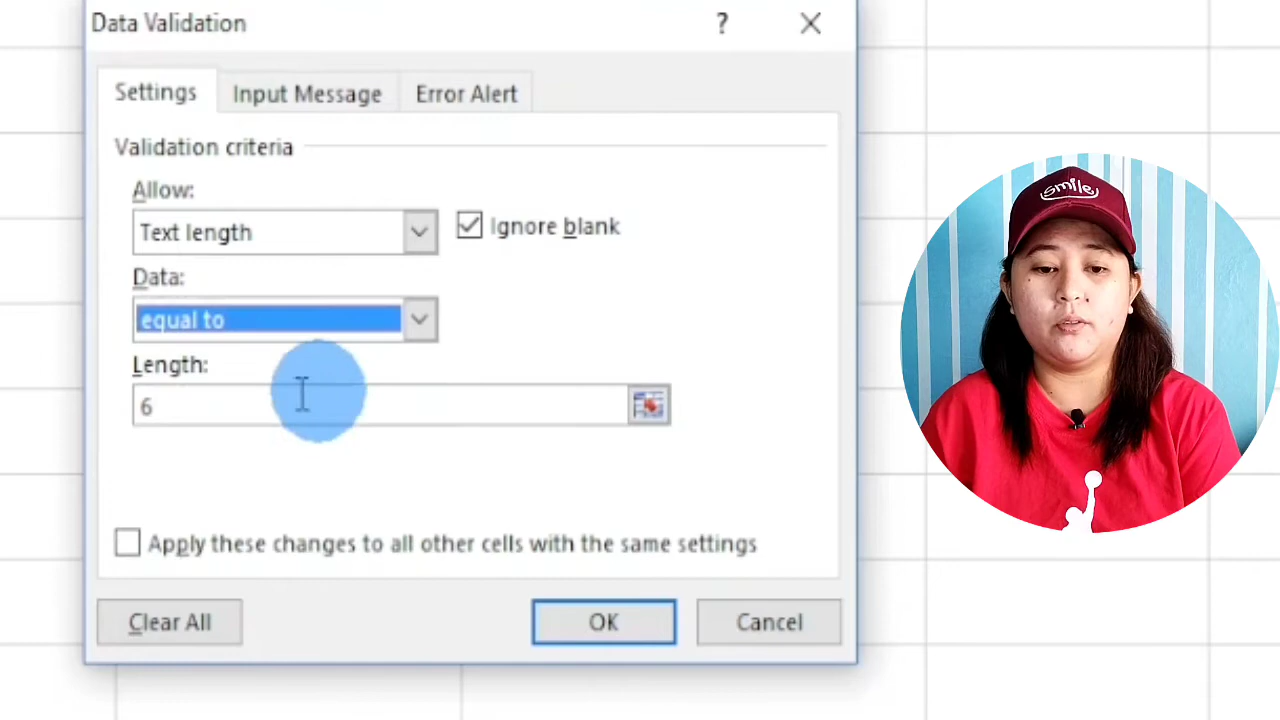 Data Validation ?
Settings Input Message Error Alert
Validation criteria
Allow:
Text length Ignore blank
Data:
equal to
Length:
6
Apply these changes to all other cells with the same settings
Clear All OK Cancel
smile